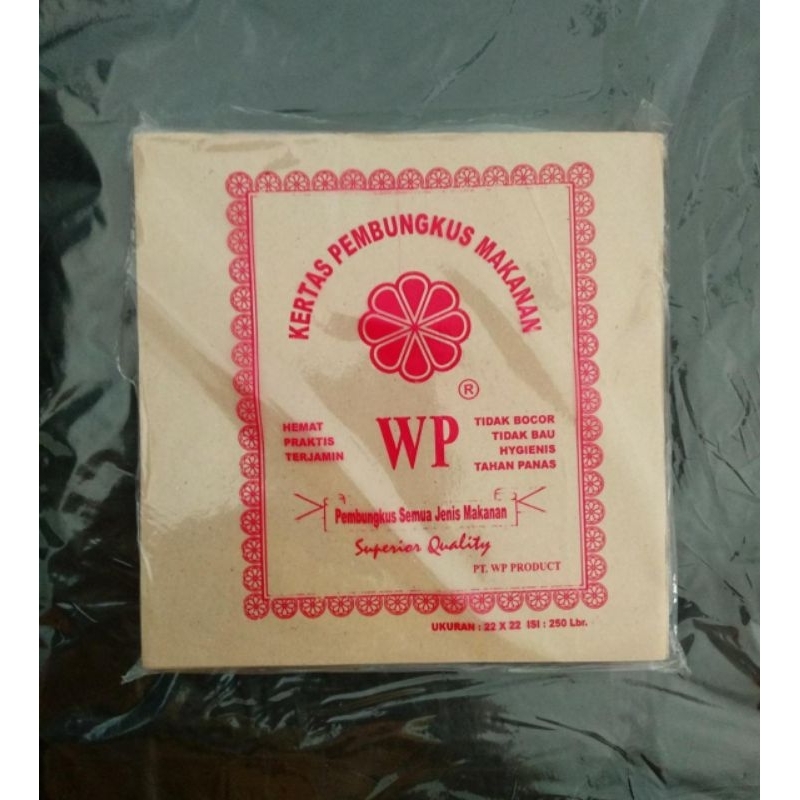 KERTAS PEMBUNGKUS MAKANAN
®
WP
HEMAT
PRAKTIS
TERJAMIN
TIDAK BOCOR
TIDAK BAU
HYGIENIS
TAHAN PANAS
Pembungkus Semua Jenis Makanan
Superior Quality
PT. WP PRODUCT
UKURAN : 22 X 22 ISI : 250 Lbr.